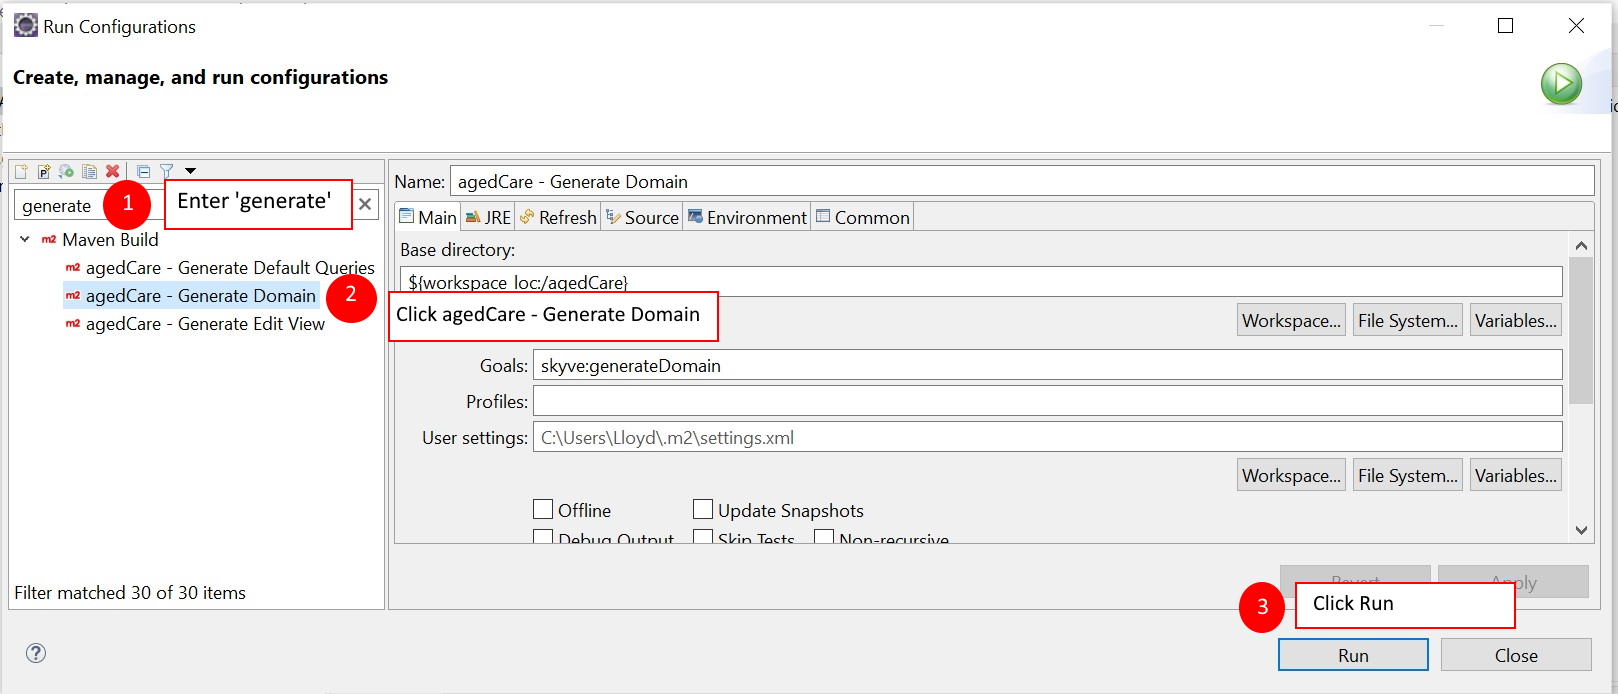 Run Configurations
Create, manage, and run configurations
generate
1
Enter 'generate'
Maven Build
agedCare - Generate Default Queries
agedCare - Generate Domain
2
agedCare - Generate Edit View
Filter matched 30 of 30 items
Name: agedCare - Generate Domain
Main JRE Refresh Source Environment Common
Base directory:
${workspace_loc:/agedCare}
Click agedCare - Generate Domain
Workspace... File System... Variables...
Goals: skyve:generateDomain
Profiles:
User settings: C:\Users\Lloyd\.m2\settings.xml
Workspace... File System... Variables...
Offline Update Snapshots
Debug Output Skip Tests Non-recursive
Revert Apply
3
Click Run
Run Close